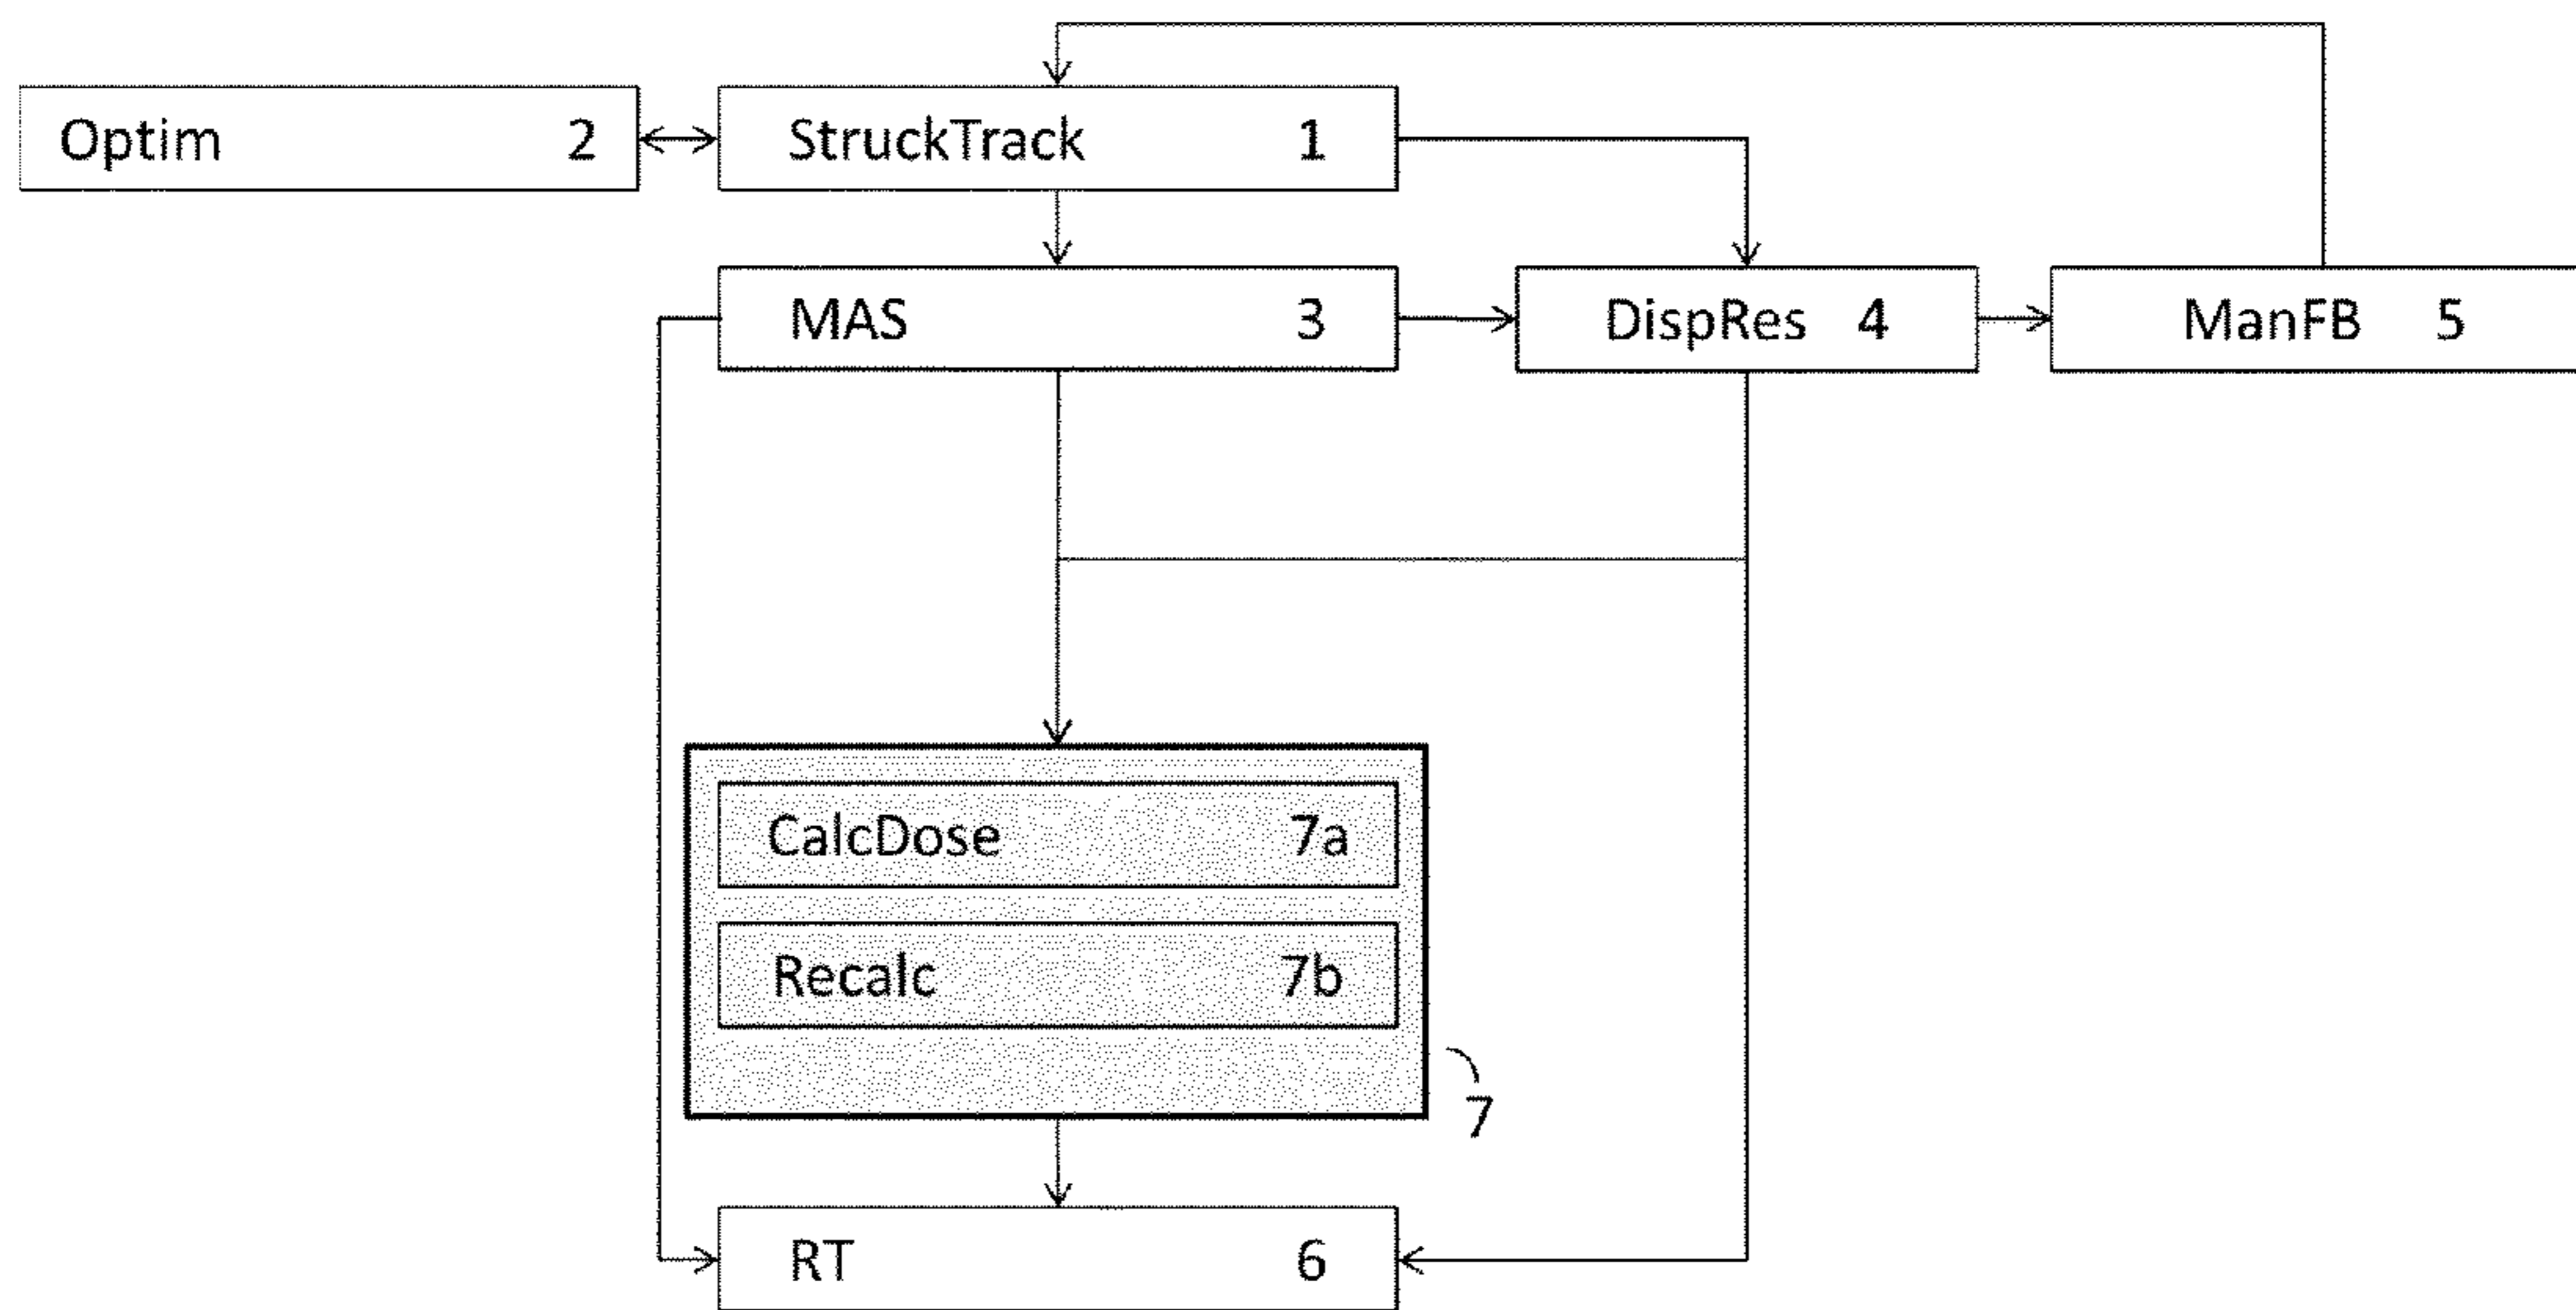 Optim 2
StruckTrack 1
MAS 3
DispRes 4
ManFB 5
CalcDose 7a
Recalc 7b
7
RT 6